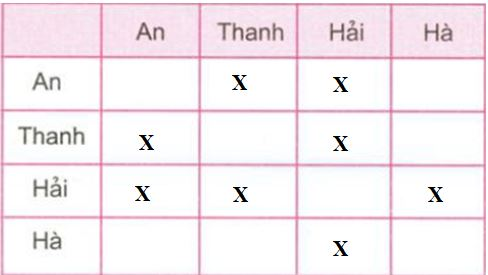 An Thanh Hải Hà
An X X
Thanh X X
Hải X X X
Hà X